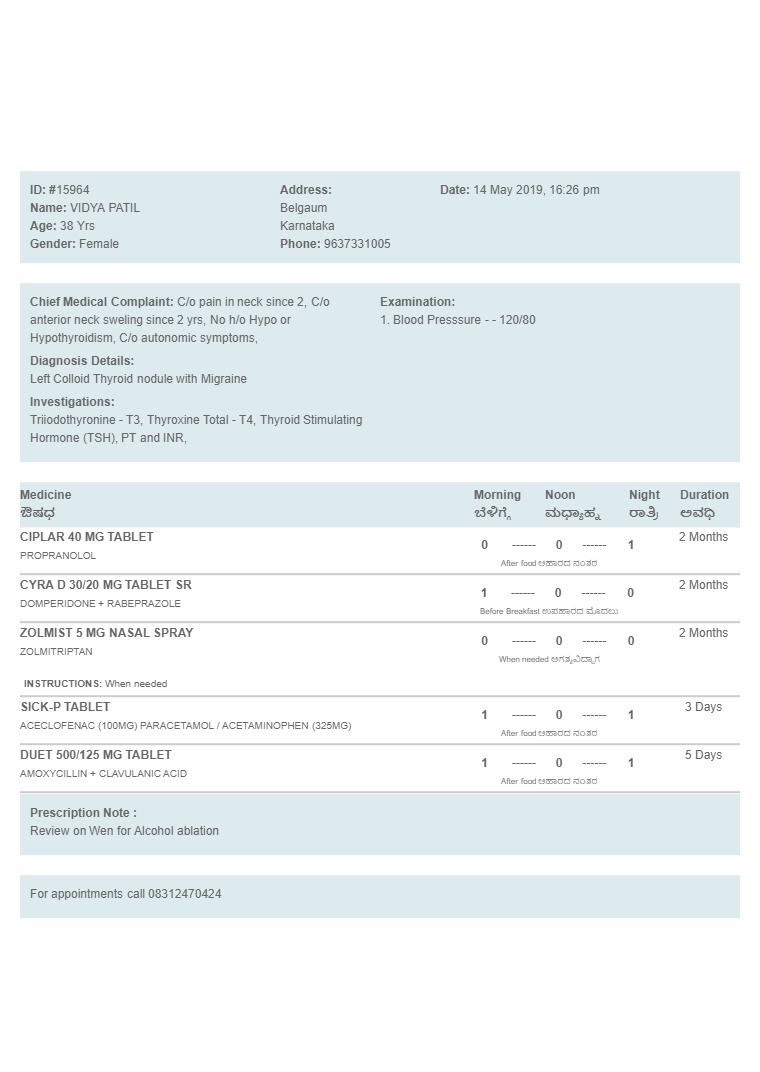 ID: #15964
Name: VIDYA PATIL
Age: 38 Yrs
Gender: Female
Address:
Belgaum
Karnataka
Phone: 9637331005
Date: 14 May 2019, 16:26 pm
Chief Medical Complaint: C/o pain in neck since 2, C/o
anterior neck sweling since 2 yrs, No h/o Hypo or
Hypothyroidism, C/o autonomic symptoms,
Diagnosis Details:
Left Colloid Thyroid nodule with Migraine
Investigations:
Triiodothyronine - T3, Thyroxine Total - T4, Thyroid Stimulating
Hormone (TSH), PT and INR,
Examination:
1. Blood Presssure - - 120/80
Medicine Morning Noon Night Duration
ಔಷಧ ಬೆಳಿಗ್ಗೆ ಮಧ್ಯಾಹ್ನ ರಾತ್ರಿ ಅವಧಿ
CIPLAR 40 MG TABLET 0 ------ 0 ------ 1 2 Months
PROPRANOLOL After food ಆಹಾರದ ನಂತರ
CYRA D 30/20 MG TABLET SR 1 ------ 0 ------ 0 2 Months
DOMPERIDONE + RABEPRAZOLE Before Breakfast ಉಪಹಾರದ ಮೊದಲು
ZOLMIST 5 MG NASAL SPRAY 0 ------ 0 ------ 0 2 Months
ZOLMITRIPTAN When needed ಅಗತ್ಯವಿದ್ದಾಗ
INSTRUCTIONS: When needed
SICK-P TABLET 1 ------ 0 ------ 1 3 Days
ACECLOFENAC (100MG) PARACETAMOL / ACETAMINOPHEN (325MG) After food ಆಹಾರದ ನಂತರ
DUET 500/125 MG TABLET 1 ------ 0 ------ 1 5 Days
AMOXYCILLIN + CLAVULANIC ACID After food ಆಹಾರದ ನಂತರ
Prescription Note :
Review on Wen for Alcohol ablation
For appointments call 08312470424